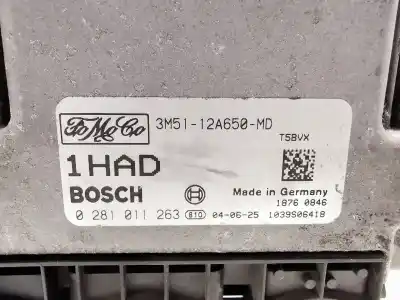 FoMoCo 3M51-12A650-MD
T5BVX
1HAD
BOSCH Made in Germany
1876 0846
0 281 011 263 810 04-06-25 1039S06418